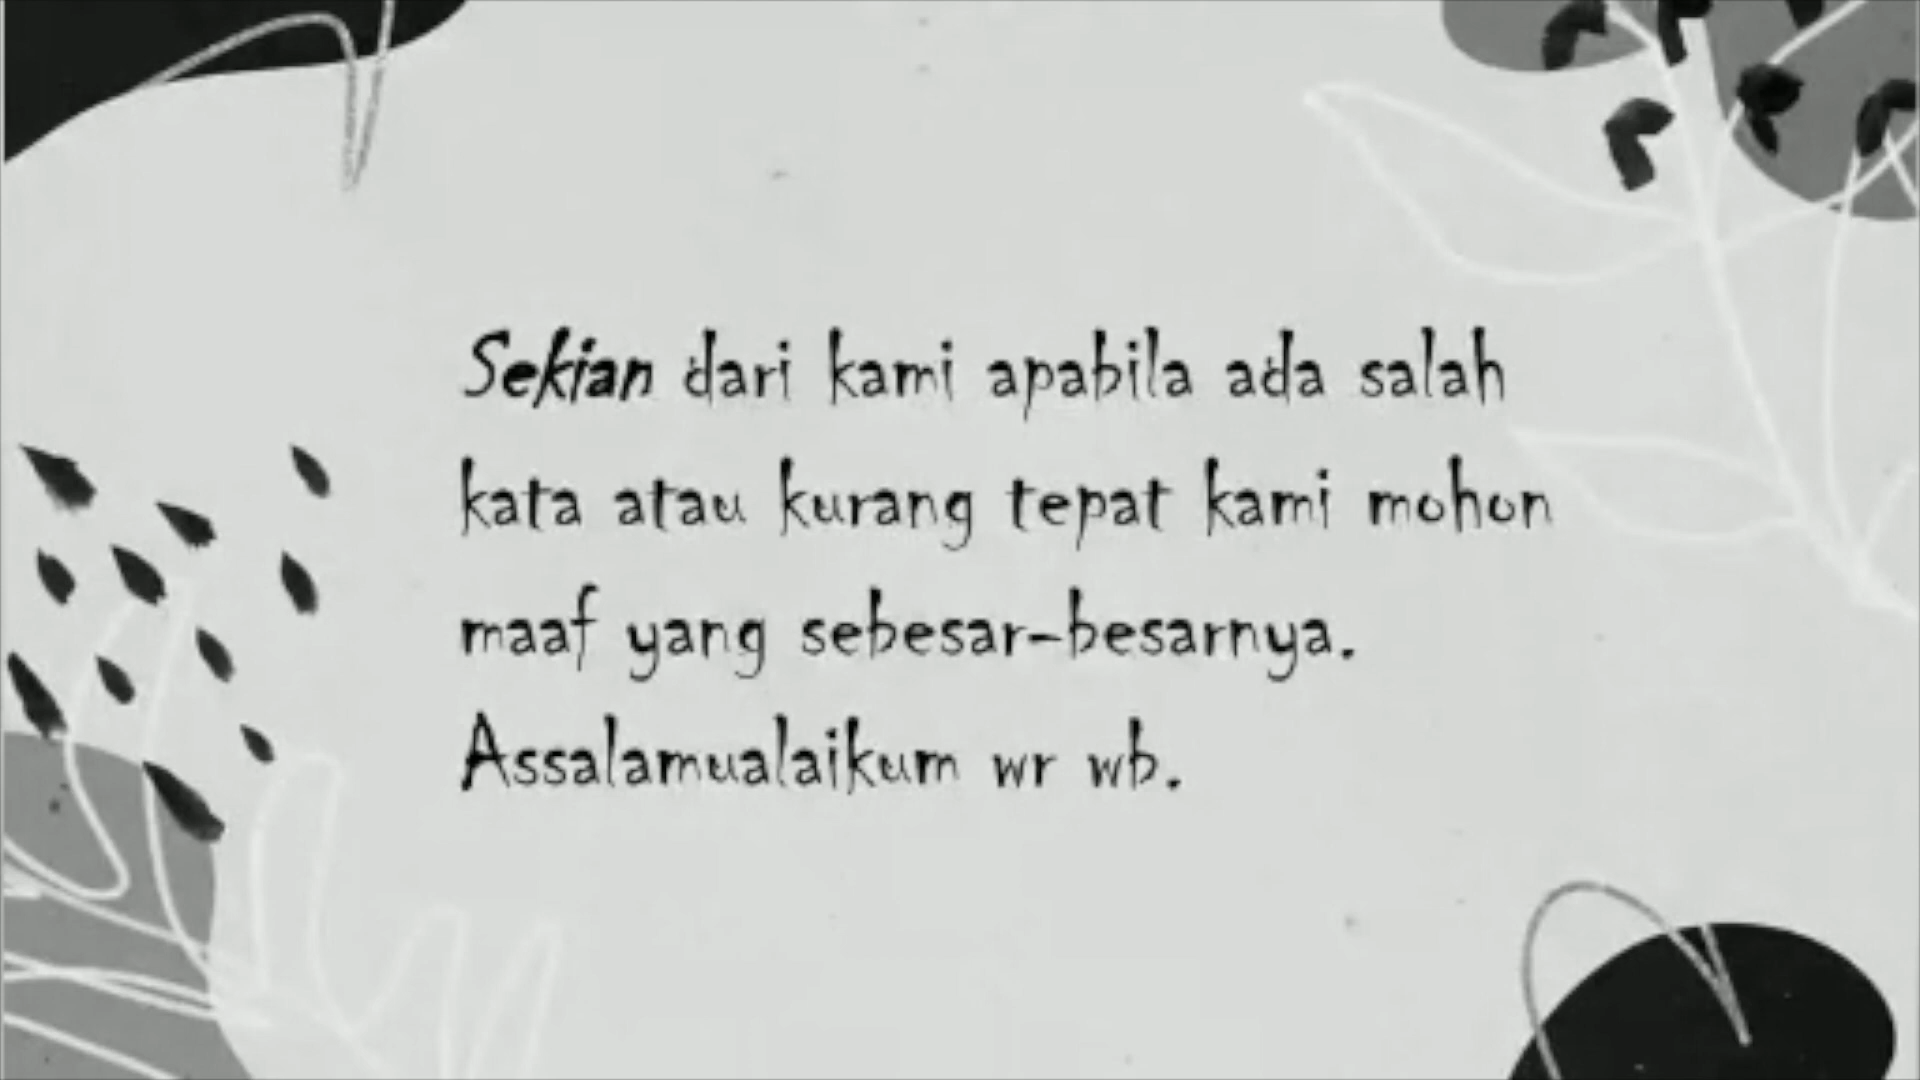 Sekian dari kami apabila ada salah
kata atau kurang tepat kami mohon
maaf yang sebesar-besarnya.
Assalamualaikum wr wb.